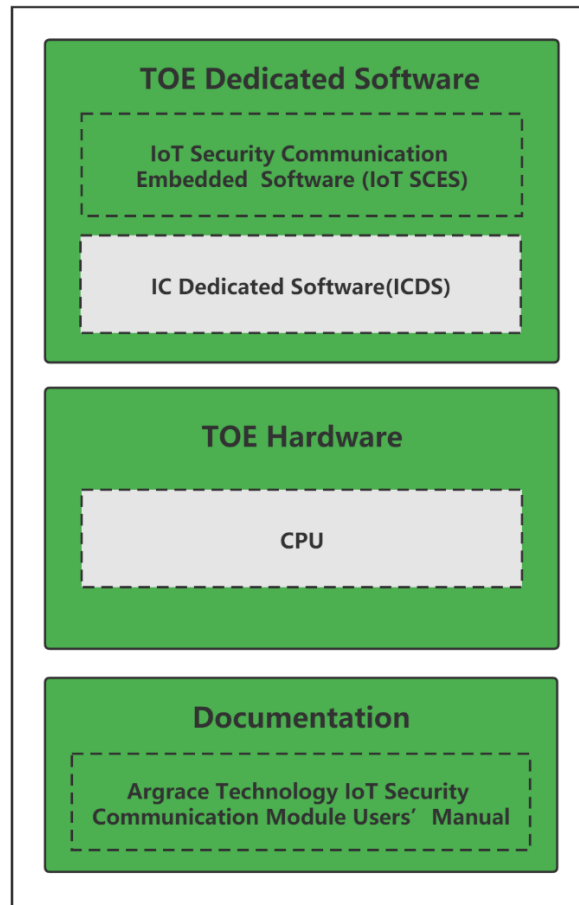 TOE Dedicated Software
IoT Security Communication
Embedded Software (IoT SCES)
IC Dedicated Software(ICDS)
TOE Hardware
CPU
Documentation
Argrace Technology IoT Security
Communication Module Users’ Manual